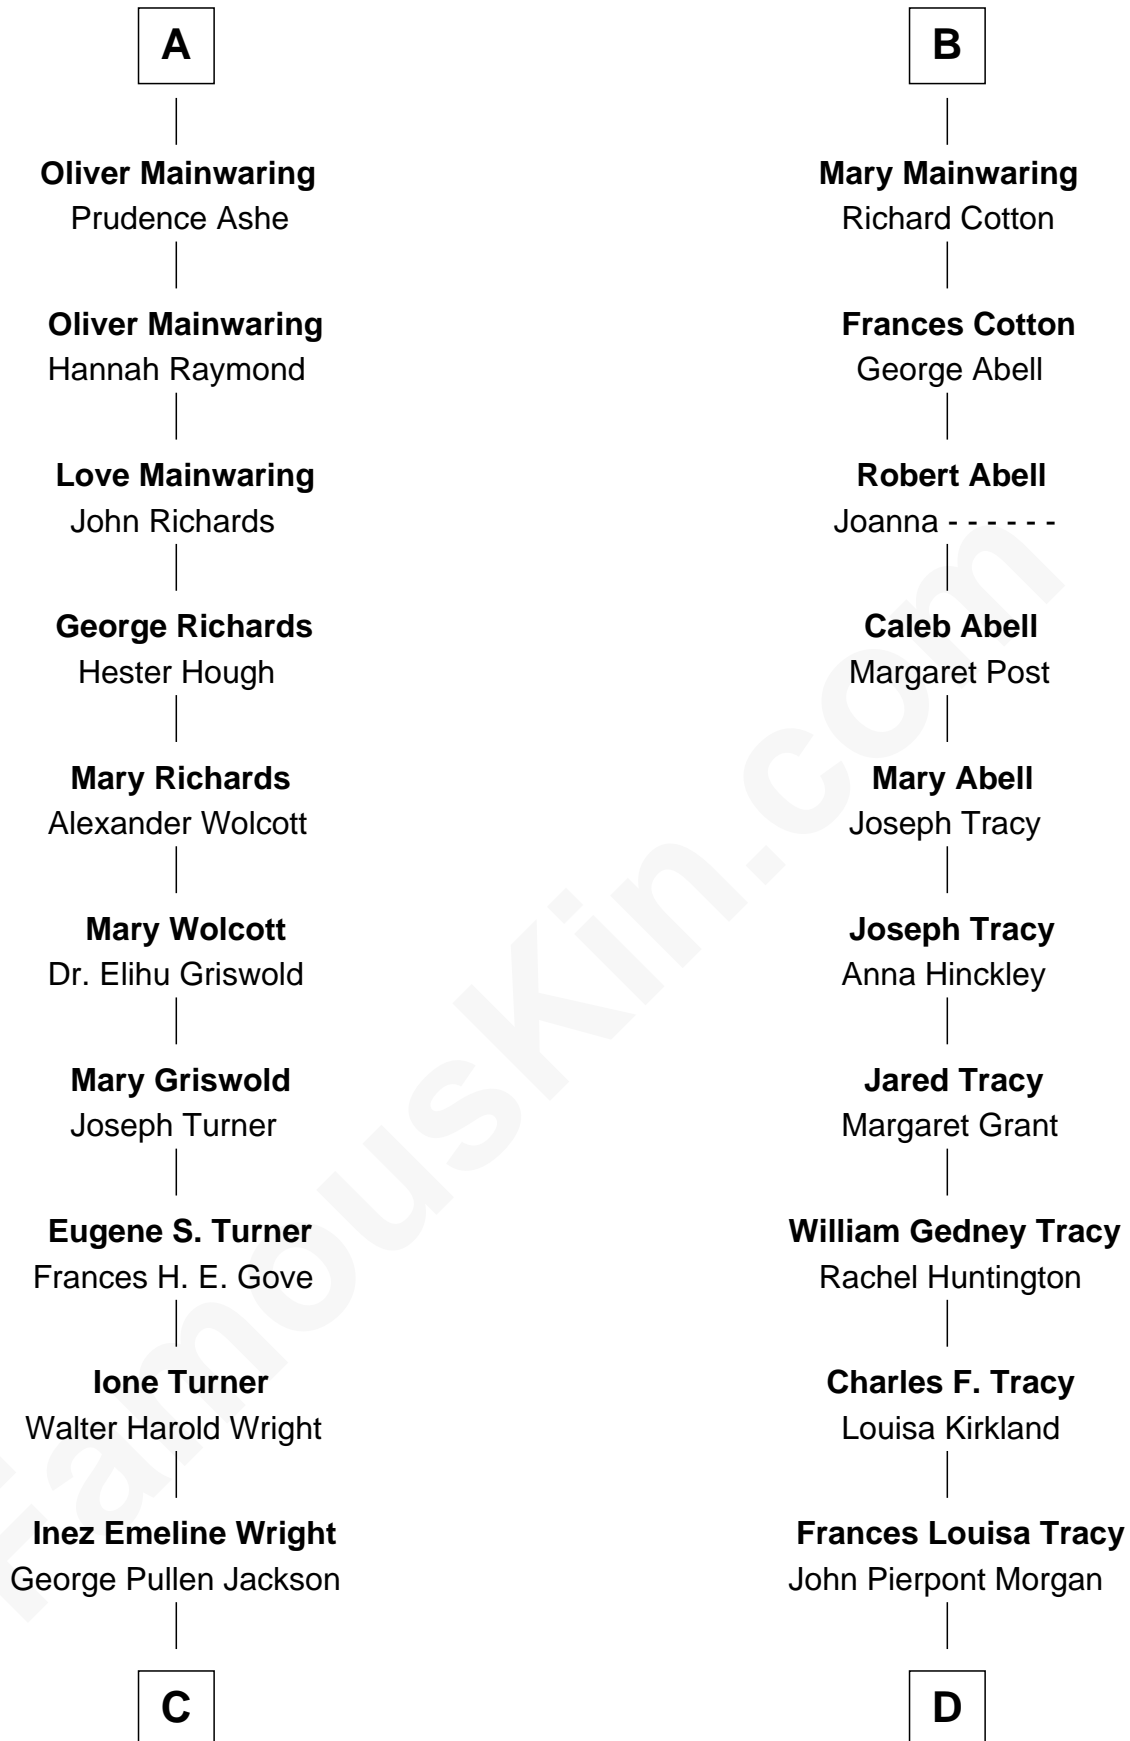 A
Oliver Mainwaring
Prudence Ashe
Oliver Mainwaring
Hannah Raymond
Love Mainwaring
John Richards
George Richards
Hester Hough
Mary Richards
Alexander Wolcott
Mary Wolcott
Dr. Elihu Griswold
Mary Griswold
Joseph Turner
Eugene S. Turner
Frances H. E. Gove
Ione Turner
Walter Harold Wright
Inez Emeline Wright
George Pullen Jackson
C
B
Mary Mainwaring
Richard Cotton
Frances Cotton
George Abell
Robert Abell
Joanna - - - - - -
Caleb Abell
Margaret Post
Mary Abell
Joseph Tracy
Joseph Tracy
Anna Hinckley
Jared Tracy
Margaret Grant
William Gedney Tracy
Rachel Huntington
Charles F. Tracy
Louisa Kirkland
Frances Louisa Tracy
John Pierpont Morgan
D
FamousKin.com